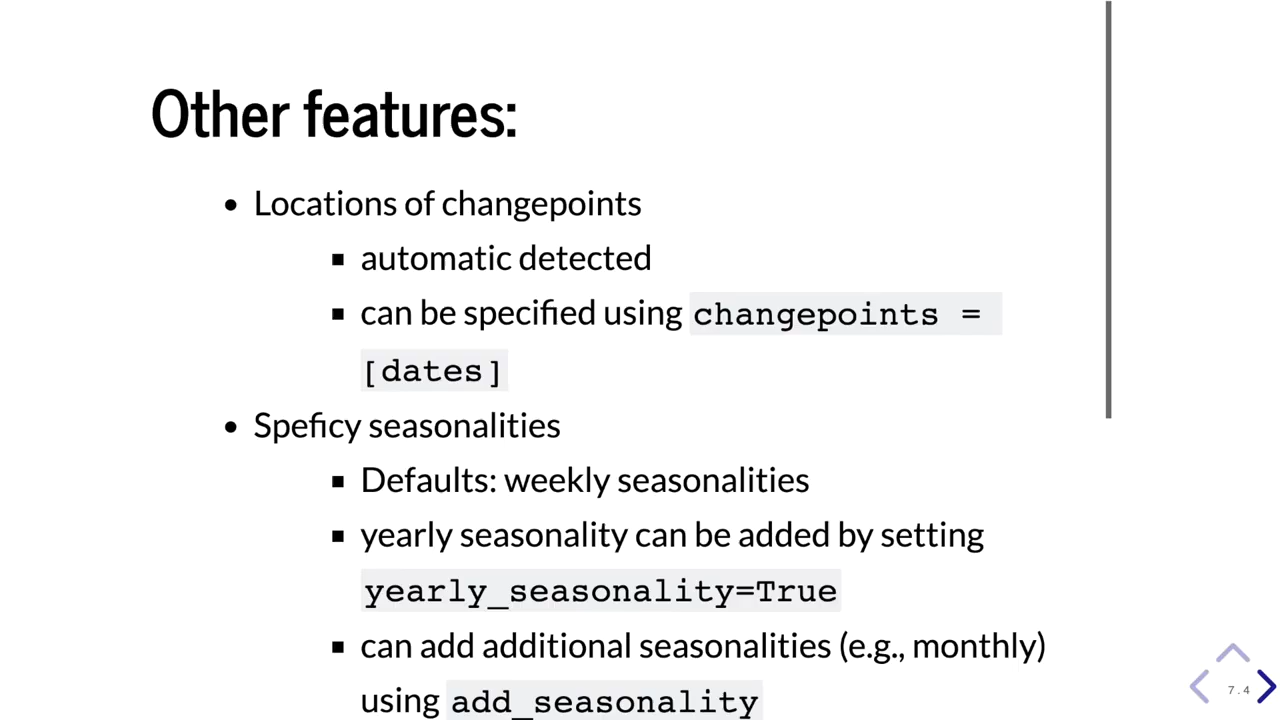 Other features:
Locations of changepoints
automatic detected
can be specified using changepoints =
[dates]
Speficy seasonalities
Defaults: weekly seasonalities
yearly seasonality can be added by setting
yearly_seasonality=True
can add additional seasonalities (e.g., monthly)
using add_seasonality
7.4